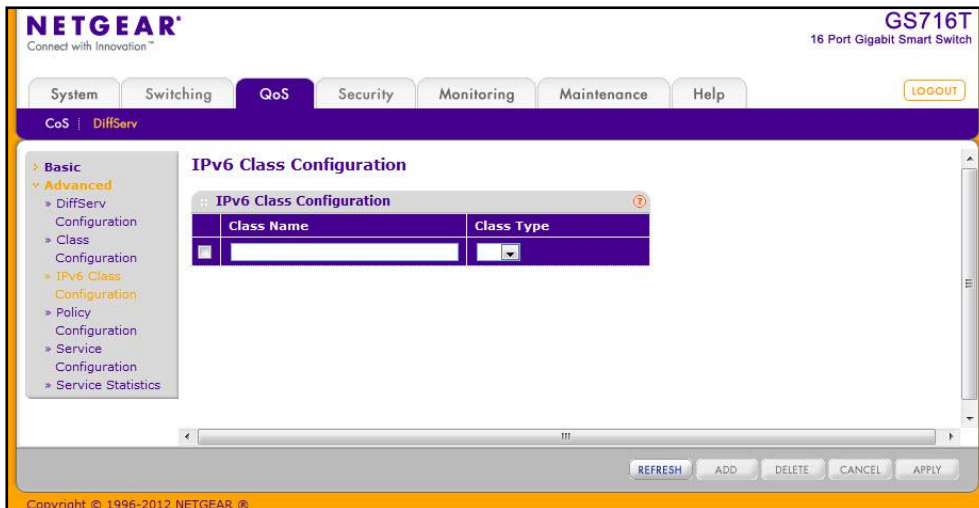 NETGEAR®
Connect with Innovation™
GS716T
16 Port Gigabit Smart Switch
System Switching QoS Security Monitoring Maintenance Help LOGOUT
CoS | DiffServ
Basic
Advanced
» DiffServ
Configuration
» Class
Configuration
» IPv6 Class
Configuration
» Policy
Configuration
» Service
Configuration
» Service Statistics
IPv6 Class Configuration
IPv6 Class Configuration ?
Class Name Class Type
REFRESH ADD DELETE CANCEL APPLY
Copyright © 1996-2012 NETGEAR ®